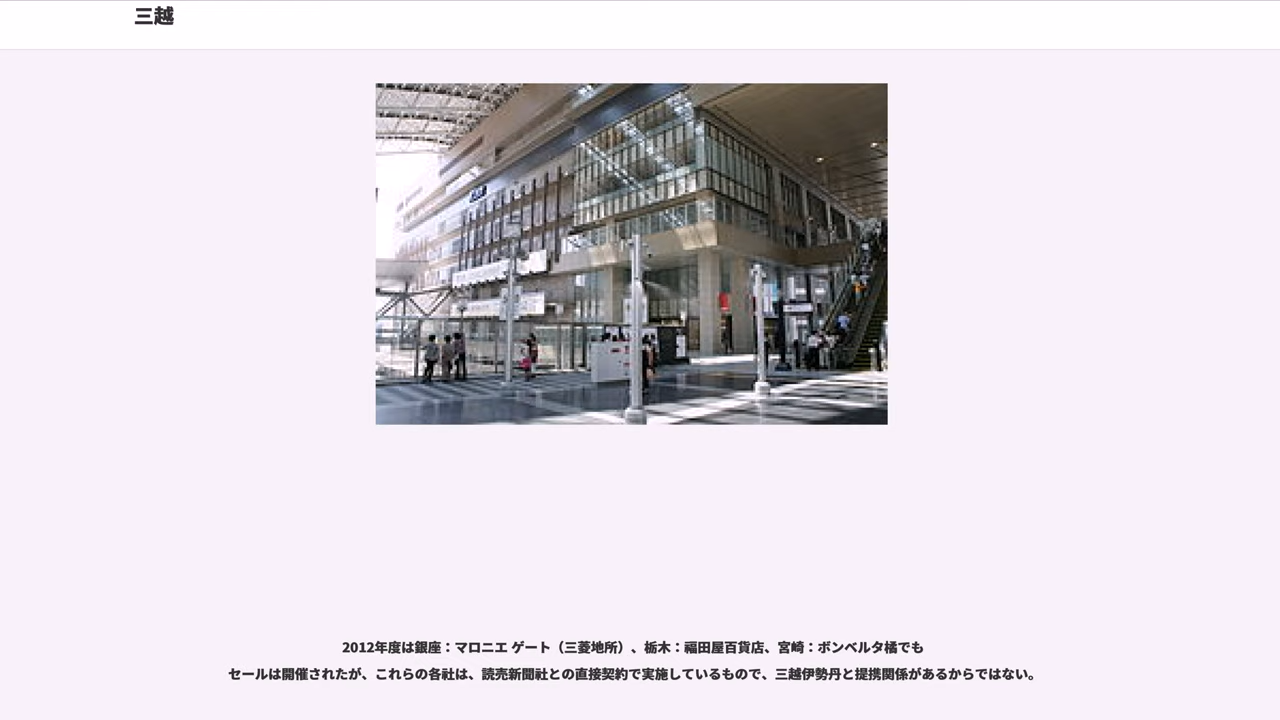 三越
2012年度は銀座：マロニエ ゲート（三菱地所）、栃木：福田屋百貨店、宮崎：ボンベルタ橘でも
セールは開催されたが、これらの各社は、読売新聞社との直接契約で実施しているもので、三越伊勢丹と提携関係があるからではない。